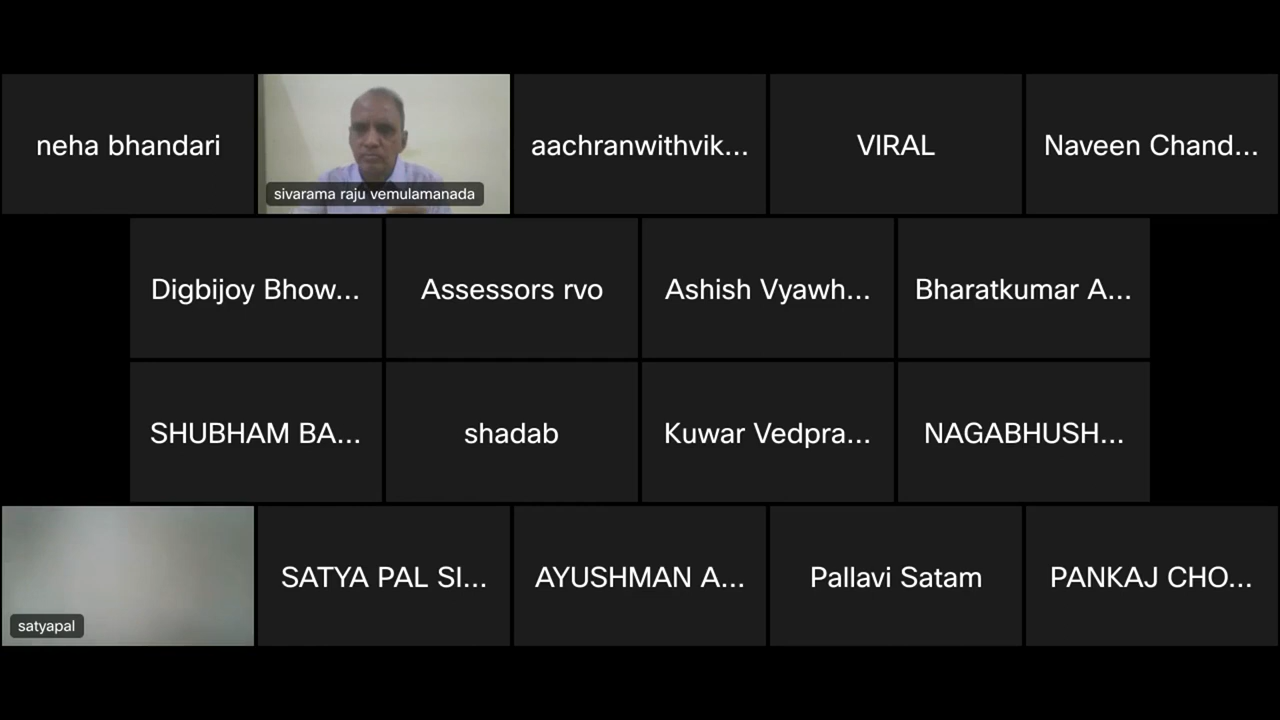 neha bhandari
sivarama raju vemulamanada
aachranwithvik...
VIRAL
Naveen Chand...
Digbijoy Bhow...
Assessors rvo
Ashish Vyawh...
Bharatkumar A...
SHUBHAM BA...
shadab
Kuwar Vedpra...
NAGABHUSH...
satyapal
SATYA PAL SI...
AYUSHMAN A...
Pallavi Satam
PANKAJ CHO...